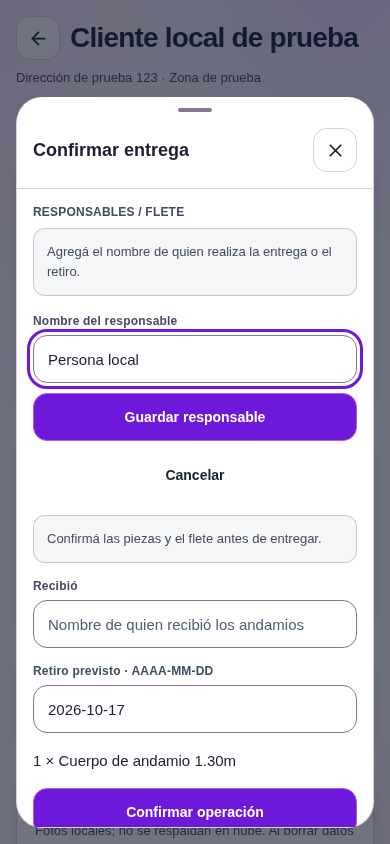 Cliente local de prueba
Dirección de prueba 123 · Zona de prueba
Confirmar entrega
RESPONSABLES / FLETE
Agregá el nombre de quien realiza la entrega o el
retiro.
Nombre del responsable
Persona local
Guardar responsable
Cancelar
Confirmá las piezas y el flete antes de entregar.
Recibió
Nombre de quien recibió los andamios
Retiro previsto · AAAA-MM-DD
2026-10-17
1 × Cuerpo de andamio 1.30m
Confirmar operación
Fotos locales; no se respaldan en nube. Al borrar datos